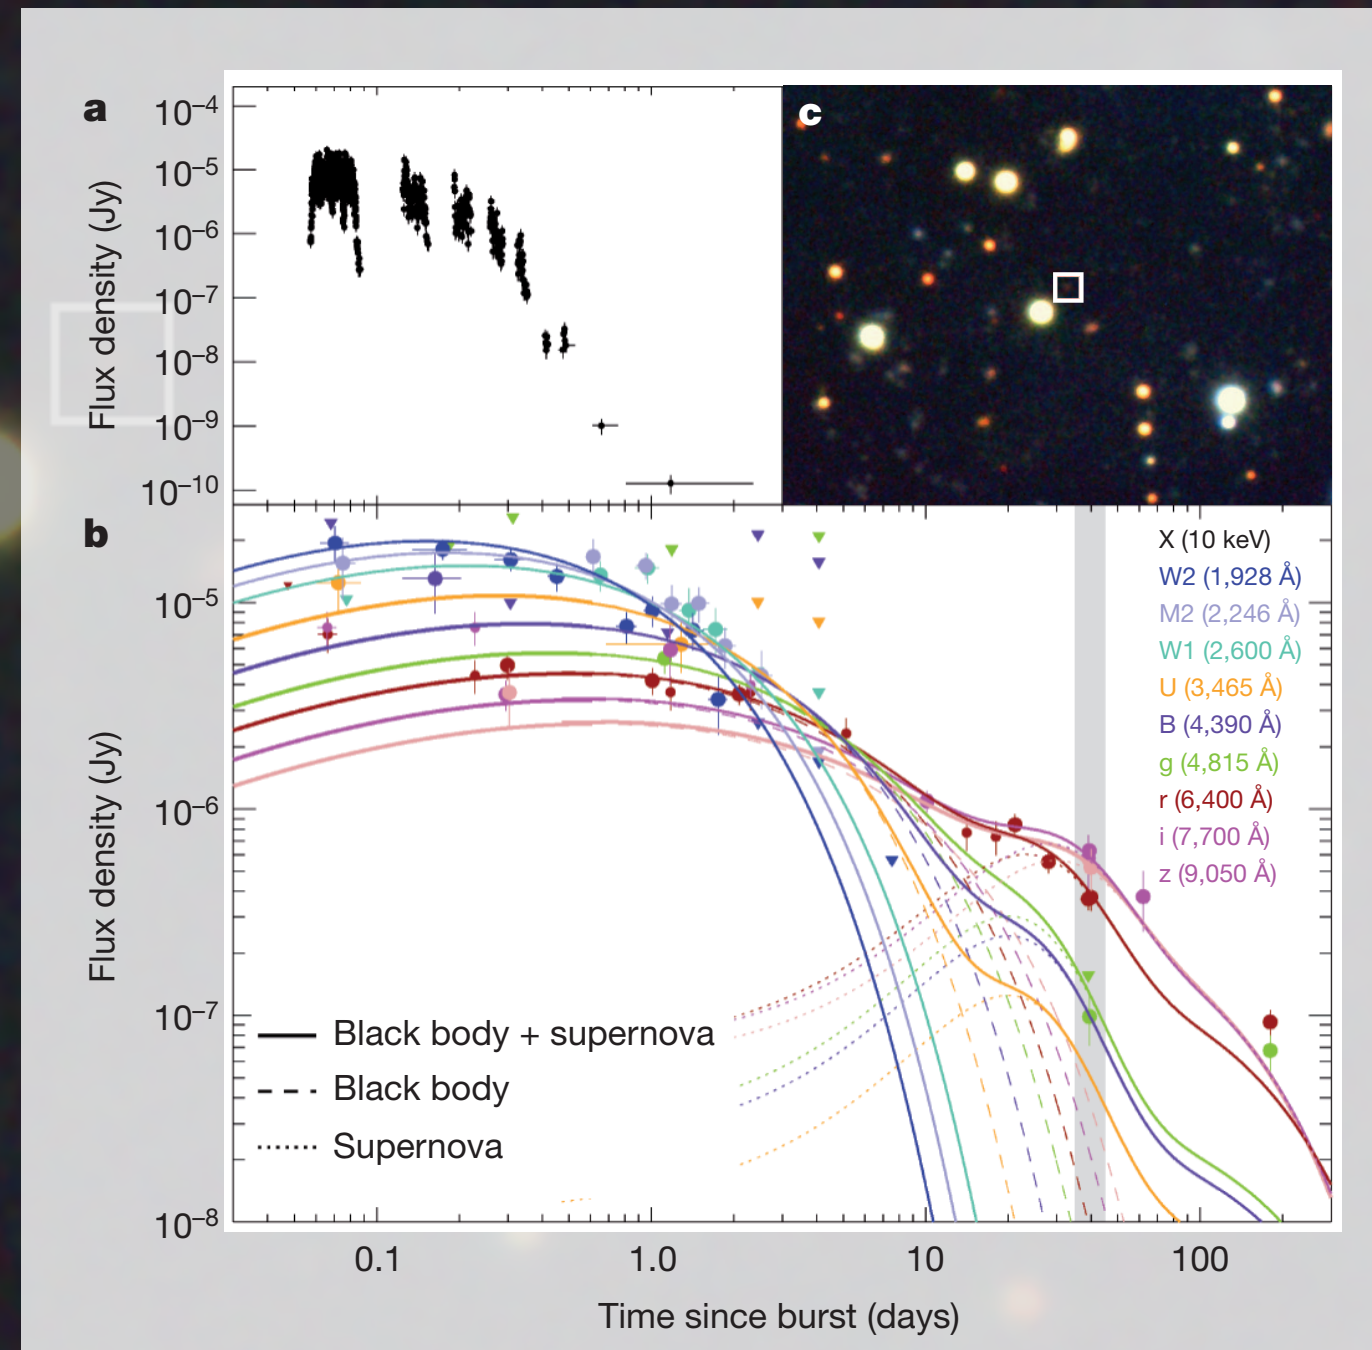 a
10–4
10–5
10–6
10–7
10–8
10–9
10–10
Flux density (Jy)
c
b
10–5
10–6
10–7
10–8
Flux density (Jy)
X (10 keV)
W2 (1,928 Å)
M2 (2,246 Å)
W1 (2,600 Å)
U (3,465 Å)
B (4,390 Å)
g (4,815 Å)
r (6,400 Å)
i (7,700 Å)
z (9,050 Å)
Black body + supernova
Black body
Supernova
0.1 1.0 10 100
Time since burst (days)